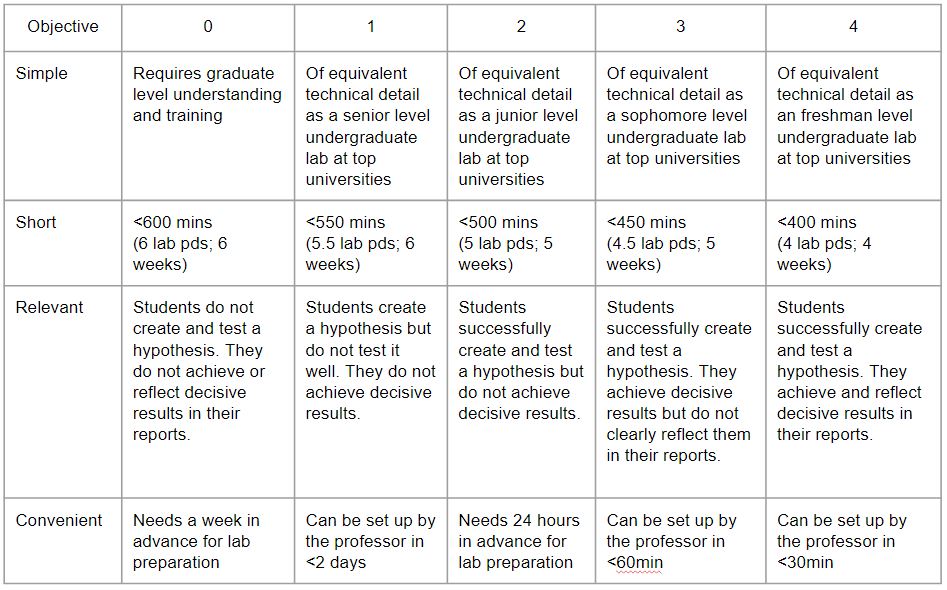 Objective 0 1 2 3 4
Simple
Requires graduate
level understanding
and training
Of equivalent
technical detail
as a senior level
undergraduate
lab at top
universities
Of equivalent
technical detail
as a junior level
undergraduate
lab at top
universities
Of equivalent
technical detail as
a sophomore level
undergraduate lab
at top universities
Of equivalent
technical detail as
an freshman level
undergraduate lab
at top universities
Short
<600 mins
(6 lab pds; 6
weeks)
<550 mins
(5.5 lab pds; 6
weeks)
<500 mins
(5 lab pds; 5
weeks)
<450 mins
(4.5 lab pds; 5
weeks)
<400 mins
(4 lab pds; 4
weeks)
Relevant
Students do not
create and test a
hypothesis. They
do not achieve or
reflect decisive
results in their
reports.
Students create
a hypothesis but
do not test it
well. They do not
achieve decisive
results.
Students
successfully
create and test
a hypothesis but
do not achieve
decisive results.
Students
successfully create
and test a
hypothesis. They
achieve decisive
results but do not
clearly reflect them
in their reports.
Students
successfully create
and test a
hypothesis. They
achieve and reflect
decisive results in
their reports.
Convenient
Needs a week in
advance for lab
preparation
Can be set up by
the professor in
<2 days
Needs 24 hours
in advance for
lab preparation
Can be set up by
the professor in
<60min
Can be set up by
the professor in
<30min